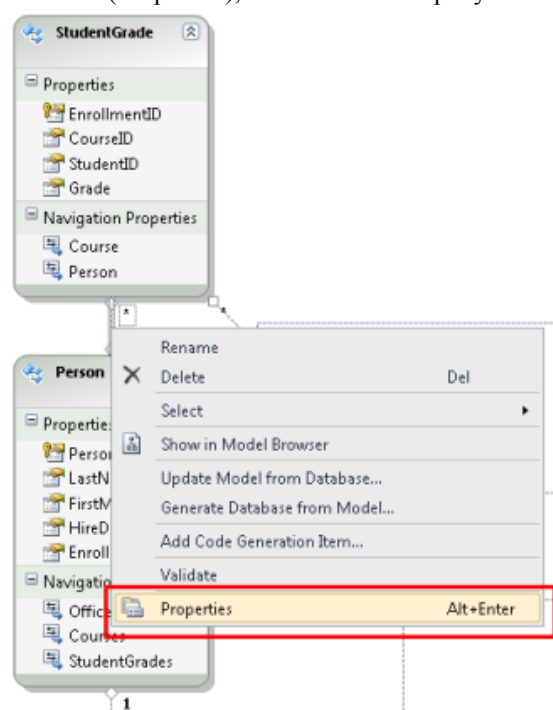 StudentGrade
Properties
EnrollmentID
CourseID
StudentID
Grade
Navigation Properties
Course
Person
*
*
Rename
Delete Del
Select
Show in Model Browser
Update Model from Database...
Generate Database from Model...
Add Code Generation Item...
Validate
Properties Alt+Enter
Person
Propertie
Perso
LastN
FirstM
HireD
Enroll
Navigatio
Office
Courses
StudentGrades
1